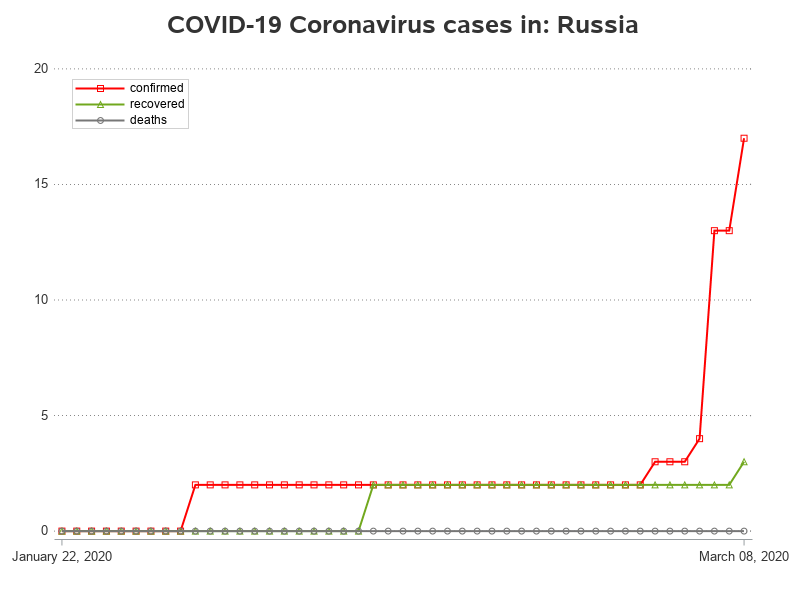 COVID-19 Coronavirus cases in: Russia
20
confirmed
recovered
deaths
15
10
5
0
January 22, 2020 March 08, 2020